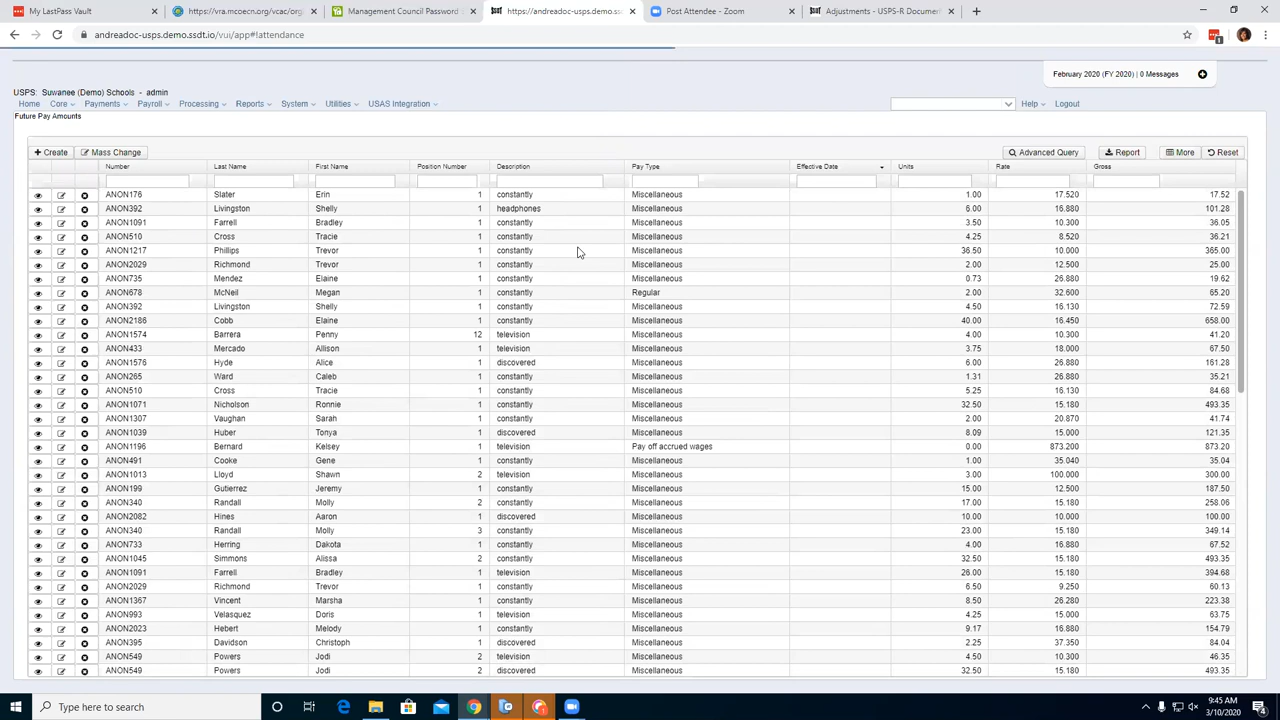 My LastPass Vault
https://vra.mcoecn.org/vcea/org
Management Council Password S
https://andreadoc-usps.demo.ssd
Post Attendee - Zoom
Adjustments - USPS-R Documen
andreadoc-usps.demo.ssdt.io/vui/app#!attendance
1
February 2020 (FY 2020) | 0 Messages
USPS: Suwanee (Demo) Schools - admin
Home Core Payments Payroll Processing Reports System Utilities USAS Integration Help Logout
Future Pay Amounts
Create Mass Change Advanced Query Report More Reset
Number Last Name First Name Position Number Description Pay Type Effective Date Units Rate Gross
ANON176 Slater Erin 1 constantly Miscellaneous 1.00 17.520 17.52
ANON392 Livingston Shelly 1 headphones Miscellaneous 6.00 16.880 101.28
ANON1091 Farrell Bradley 1 constantly Miscellaneous 3.50 10.300 36.05
ANON510 Cross Tracie 1 constantly Miscellaneous 4.25 8.520 36.21
ANON1217 Phillips Trevor 1 constantly Miscellaneous 36.50 10.000 365.00
ANON2029 Richmond Trevor 1 constantly Miscellaneous 2.00 12.500 25.00
ANON735 Mendez Elaine 1 constantly Miscellaneous 0.73 26.880 19.62
ANON678 McNeil Megan 1 constantly Regular 2.00 32.600 65.20
ANON392 Livingston Shelly 1 constantly Miscellaneous 4.50 16.130 72.59
ANON2186 Cobb Elaine 1 constantly Miscellaneous 40.00 16.450 658.00
ANON1574 Barrera Penny 12 television Miscellaneous 4.00 10.300 41.20
ANON433 Mercado Allison 1 television Miscellaneous 3.75 18.000 67.50
ANON1576 Hyde Alice 1 discovered Miscellaneous 6.00 26.880 161.28
ANON265 Ward Caleb 1 constantly Miscellaneous 1.31 26.880 35.21
ANON510 Cross Tracie 1 constantly Miscellaneous 5.25 16.130 84.68
ANON1071 Nicholson Ronnie 1 constantly Miscellaneous 32.50 15.180 493.35
ANON1307 Vaughan Sarah 1 constantly Miscellaneous 2.00 20.870 41.74
ANON1039 Huber Tonya 1 discovered Miscellaneous 8.09 15.000 121.35
ANON1196 Bernard Kelsey 1 television Pay off accrued wages 0.00 873.200 873.20
ANON491 Cooke Gene 1 constantly Miscellaneous 1.00 35.040 35.04
ANON1013 Lloyd Shawn 2 television Miscellaneous 3.00 100.000 300.00
ANON199 Gutierrez Jeremy 1 constantly Miscellaneous 15.00 12.500 187.50
ANON340 Randall Molly 2 constantly Miscellaneous 17.00 15.180 258.06
ANON2082 Hines Aaron 1 discovered Miscellaneous 10.00 10.000 100.00
ANON340 Randall Molly 3 constantly Miscellaneous 23.00 15.180 349.14
ANON733 Herring Dakota 1 constantly Miscellaneous 4.00 16.880 67.52
ANON1045 Simmons Alissa 2 constantly Miscellaneous 32.50 15.180 493.35
ANON1091 Farrell Bradley 1 television Miscellaneous 26.00 15.180 394.68
ANON2029 Richmond Trevor 1 constantly Miscellaneous 6.50 9.250 60.13
ANON1367 Vincent Marsha 1 constantly Miscellaneous 8.50 26.280 223.38
ANON993 Velasquez Doris 1 television Miscellaneous 4.25 15.000 63.75
ANON2023 Hebert Melody 1 constantly Miscellaneous 9.17 16.880 154.79
ANON395 Davidson Christoph 1 discovered Miscellaneous 2.25 37.350 84.04
ANON549 Powers Jodi 2 television Miscellaneous 4.50 10.300 46.35
ANON549 Powers Jodi 1 discovered Miscellaneous 32.50 15.180 493.35
Type here to search
9:45 AM
3/10/2020
4